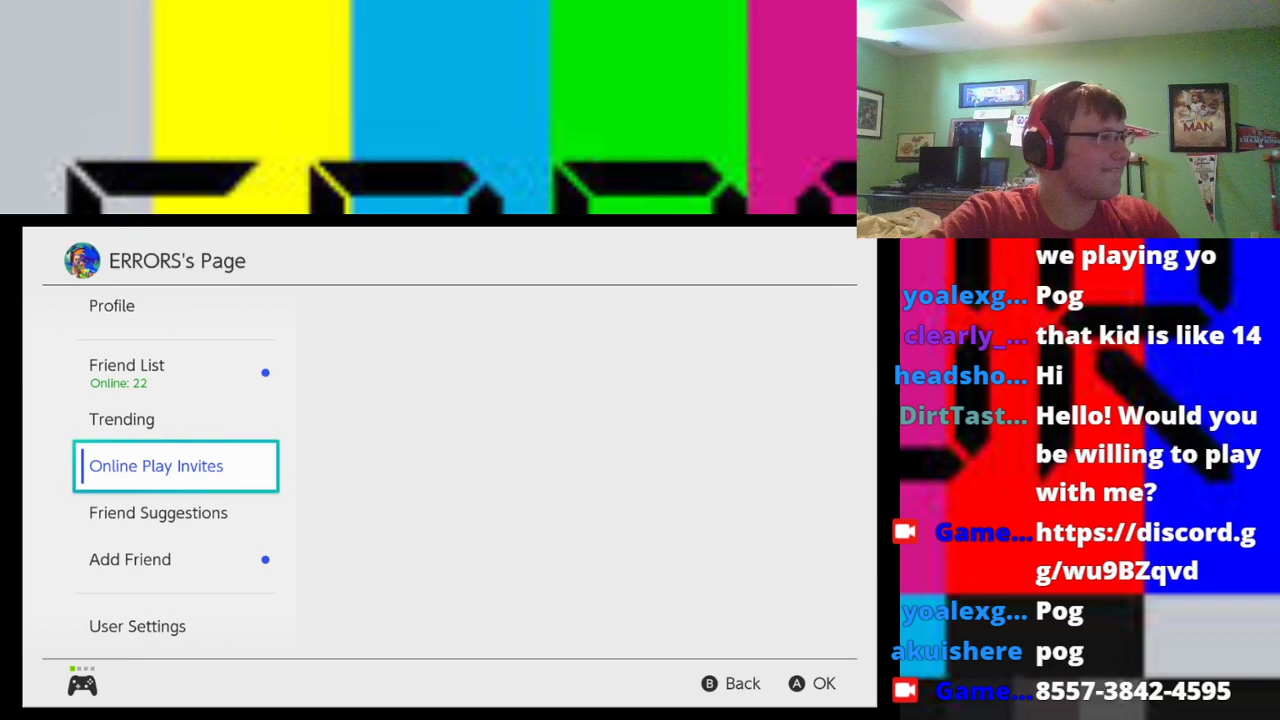 MAN
ERRORS's Page
Profile
Friend List
Online: 22
Trending
Online Play Invites
Friend Suggestions
Add Friend
User Settings
B Back
A OK
we playing yo
yoalexg... Pog
clearly_... that kid is like 14
headsho... Hi
DirtTast... Hello! Would you
be willing to play
with me?
Game... https://discord.g
g/wu9BZqvd
yoalexg... Pog
akuishere pog
Game... 8557-3842-4595